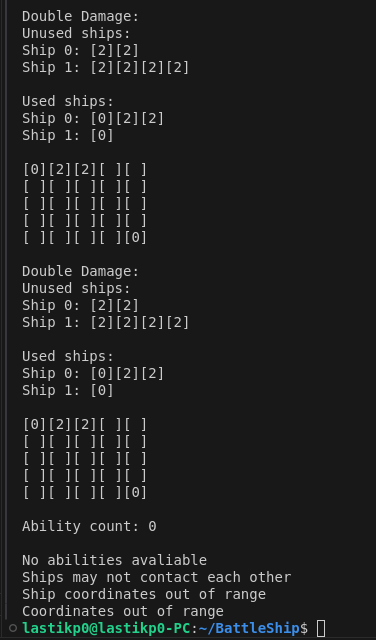 Double Damage:
Unused ships:
Ship 0: [2][2]
Ship 1: [2][2][2][2]
Used ships:
Ship 0: [0][2][2]
Ship 1: [0]
[0][2][2][ ][ ]
[ ][ ][ ][ ][ ]
[ ][ ][ ][ ][ ]
[ ][ ][ ][ ][ ]
[ ][ ][ ][ ][0]
Double Damage:
Unused ships:
Ship 0: [2][2]
Ship 1: [2][2][2][2]
Used ships:
Ship 0: [0][2][2]
Ship 1: [0]
[0][2][2][ ][ ]
[ ][ ][ ][ ][ ]
[ ][ ][ ][ ][ ]
[ ][ ][ ][ ][ ]
[ ][ ][ ][ ][0]
Ability count: 0
No abilities avaliable
Ships may not contact each other
Ship coordinates out of range
Coordinates out of range
lastikp0@lastikp0-PC:~/BattleShip$